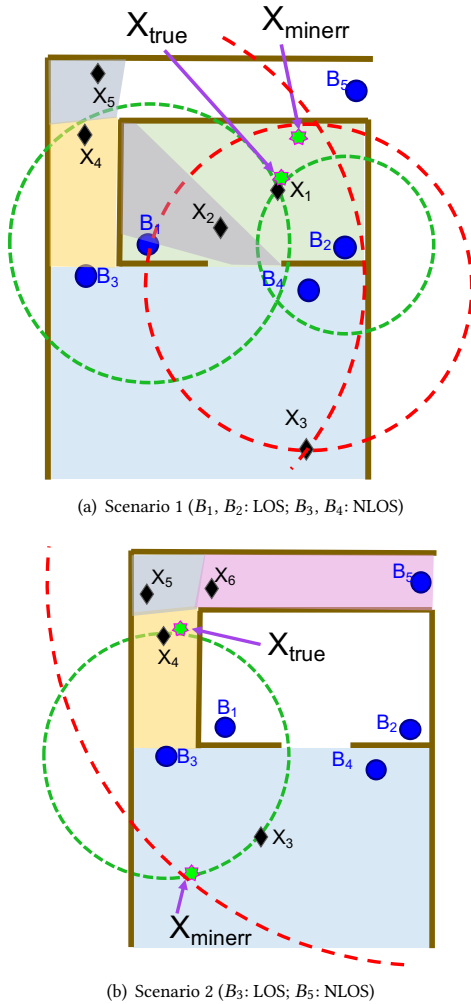 X_true
X_minerr
B_5
X_5
X_4
X_1
X_2
B_1
B_2
B_3
B_4
X_3
(a) Scenario 1 (B_1, B_2: LOS; B_3, B_4: NLOS)
X_5
X_6
B_5
X_4
X_true
B_1
B_2
B_3
B_4
X_3
X_minerr
(b) Scenario 2 (B_3: LOS; B_5: NLOS)